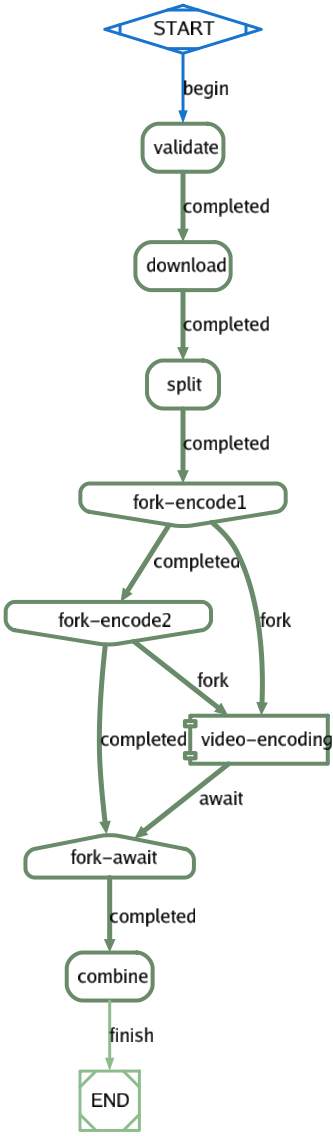 START
begin
validate
completed
download
completed
split
completed
fork-encode1
completed
fork
fork-encode2
fork
completed
video-encoding
await
fork-await
completed
combine
finish
END